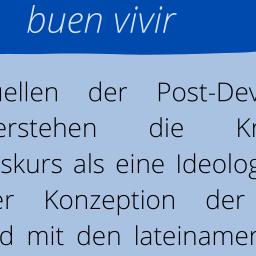 buen vivir
uellen der Post-Dev
erstehen die Kr
skurs als eine Ideolog
er Konzeption der
d mit den lateinamer